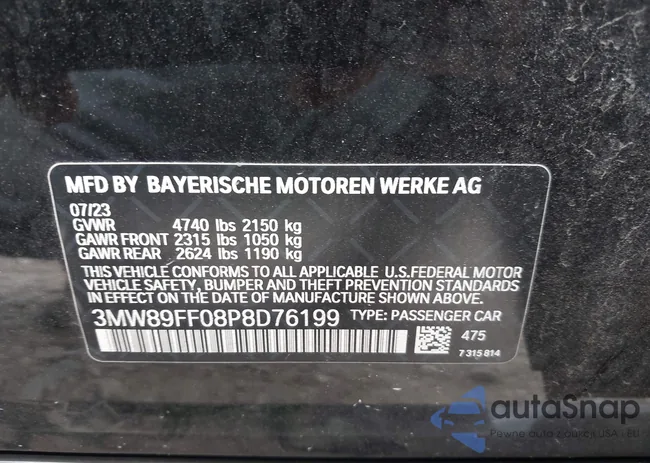 MFD BY BAYERISCHE MOTOREN WERKE AG
07/23
GVWR 4740 lbs 2150 kg
GAWR FRONT 2315 lbs 1050 kg
GAWR REAR 2624 lbs 1190 kg
THIS VEHICLE CONFORMS TO ALL APPLICABLE U.S.FEDERAL MOTOR
VEHICLE SAFETY, BUMPER AND THEFT PREVENTION STANDARDS
IN EFFECT ON THE DATE OF MANUFACTURE SHOWN ABOVE.
3MW89FF08P8D76199 TYPE: PASSENGER CAR
475
7 315 814
autaSnap
Pewne auto z